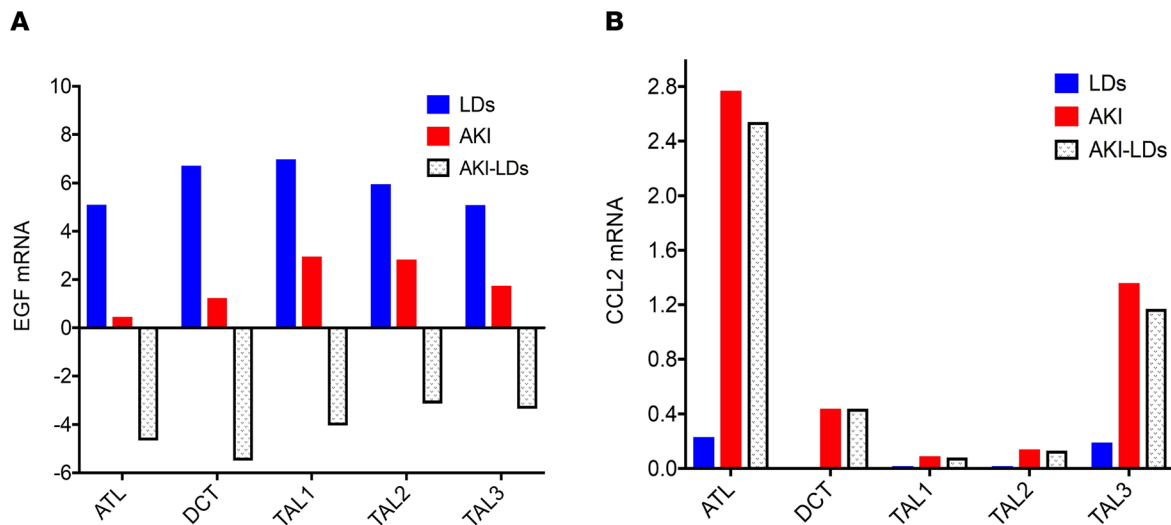 A
EGF mRNA
10
8
6
4
2
0
-2
-4
-6
LDs
AKI
AKI-LDs
ATL
DCT
TAL1
TAL2
TAL3
B
CCL2 mRNA
2.8
2.4
2.0
1.6
1.2
0.8
0.4
0.0
LDs
AKI
AKI-LDs
ATL
DCT
TAL1
TAL2
TAL3